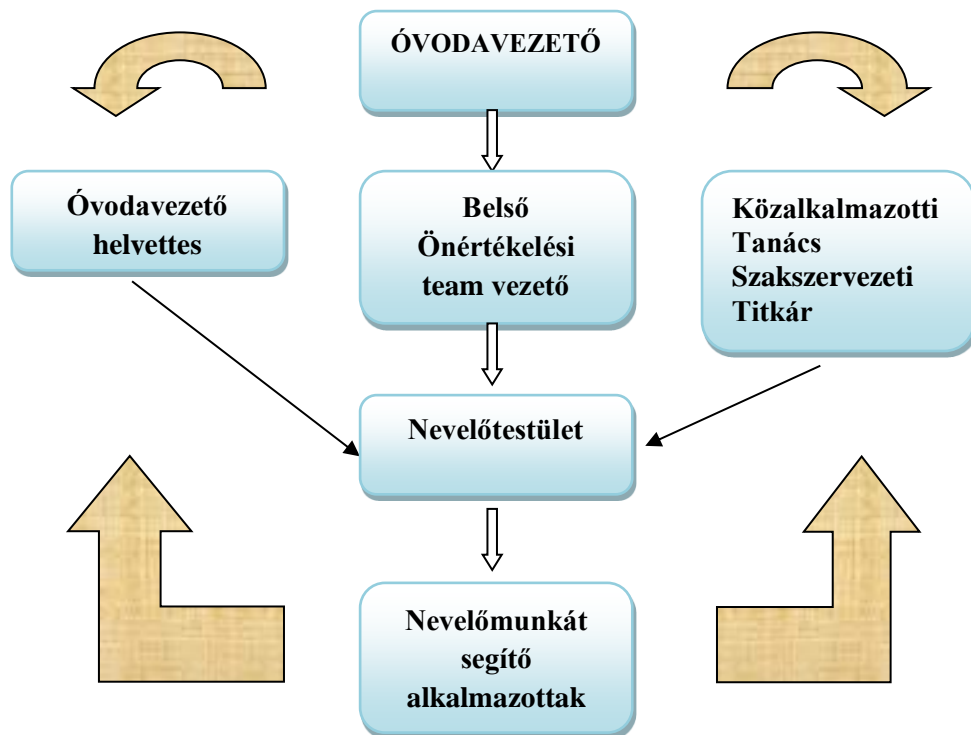 ÓVODAVEZETŐ
Óvodavezető
helvettes
Belső
Önértékelési
team vezető
Közalkalmazotti
Tanács
Szakszervezeti
Titkár
Nevelőtestület
Nevelőmunkát
segítő
alkalmazottak